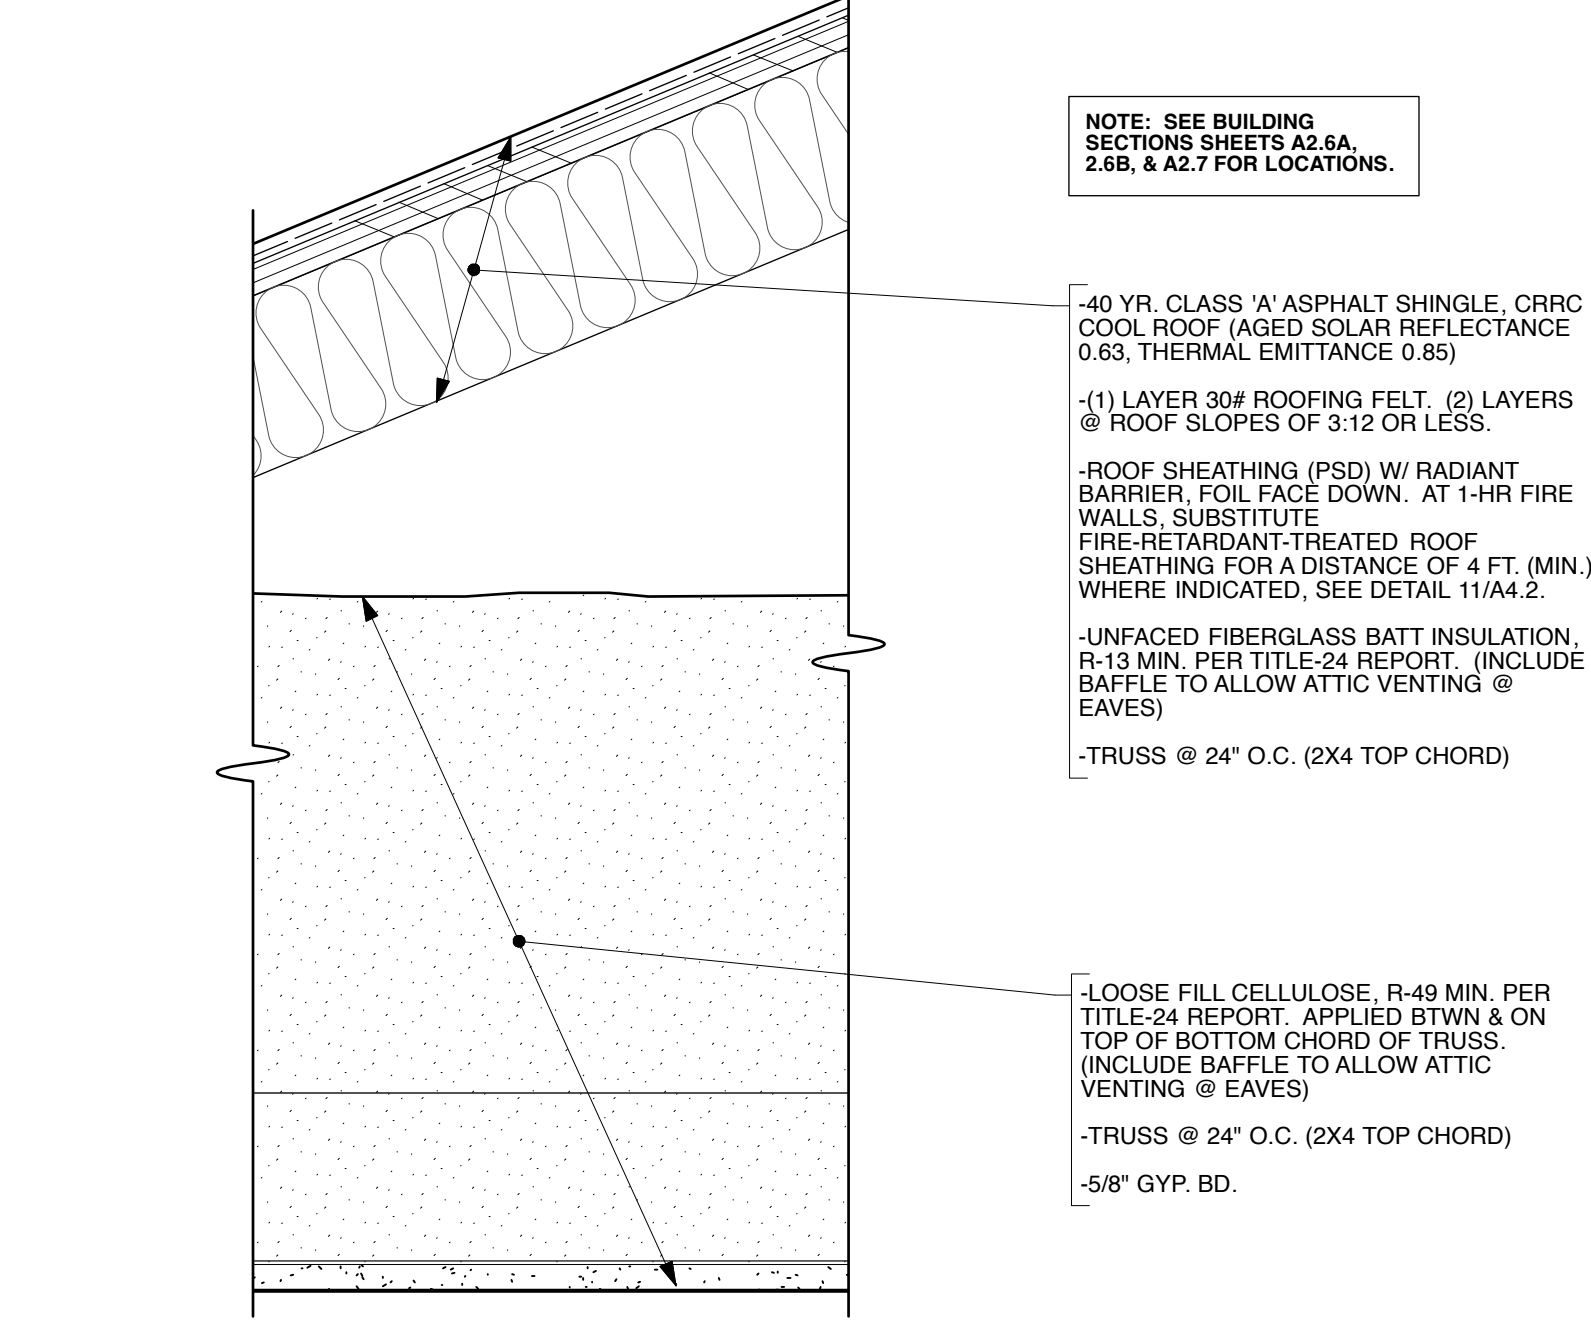 NOTE:  SEE BUILDING
SECTIONS SHEETS A2.6A,
2.6B, & A2.7 FOR LOCATIONS.
-40 YR. CLASS 'A' ASPHALT SHINGLE, CRRC
COOL ROOF (AGED SOLAR REFLECTANCE
0.63, THERMAL EMITTANCE 0.85)
-(1) LAYER 30# ROOFING FELT.  (2) LAYERS
@ ROOF SLOPES OF 3:12 OR LESS.
-ROOF SHEATHING (PSD) W/ RADIANT
BARRIER, FOIL FACE DOWN.  AT 1-HR FIRE
WALLS, SUBSTITUTE
FIRE-RETARDANT-TREATED ROOF
SHEATHING FOR A DISTANCE OF 4 FT. (MIN.)
WHERE INDICATED, SEE DETAIL 11/A4.2.
-UNFACED FIBERGLASS BATT INSULATION,
R-13 MIN. PER TITLE-24 REPORT.  (INCLUDE
BAFFLE TO ALLOW ATTIC VENTING @
EAVES)
-TRUSS @ 24" O.C. (2X4 TOP CHORD)
-LOOSE FILL CELLULOSE, R-49 MIN. PER
TITLE-24 REPORT.  APPLIED BTWN & ON
TOP OF BOTTOM CHORD OF TRUSS.
(INCLUDE BAFFLE TO ALLOW ATTIC
VENTING @ EAVES)
-TRUSS @ 24" O.C. (2X4 TOP CHORD)
-5/8" GYP. BD.